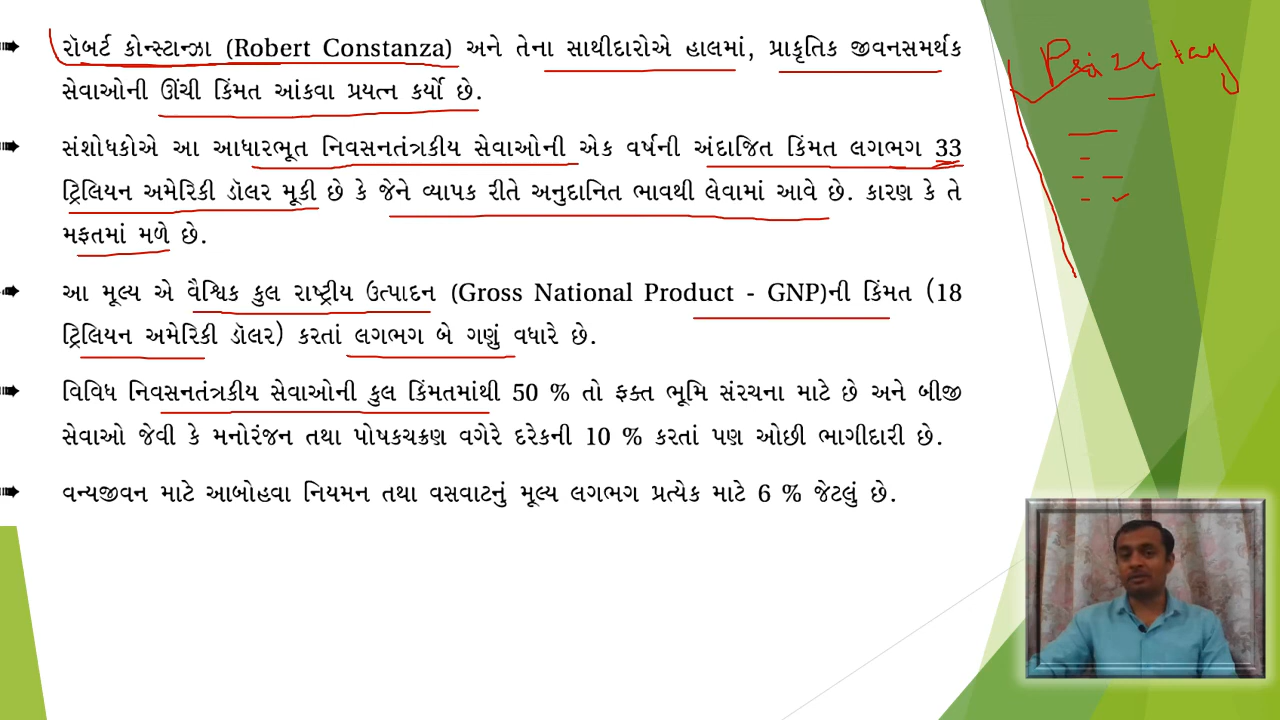 રૉબર્ટ કોન્સ્ટાન્ઝા (Robert Constanza) અને તેના સાથીદારોએ હાલમાં, પ્રાકૃતિક જીવનસમર્થક
સેવાઓની ઊંચી કિંમત આંકવા પ્રયત્ન કર્યો છે.
સંશોધકોએ આ આધારભૂત નિવસનતંત્રકીય સેવાઓની એક વર્ષની અંદાજિત કિંમત લગભગ 33
ટ્રિલિયન અમેરિકી ડૉલર મૂકી છે કે જેને વ્યાપક રીતે અનુદાનિત ભાવથી લેવામાં આવે છે. કારણ કે તે
મફતમાં મળે છે.
આ મૂલ્ય એ વૈશ્વિક કુલ રાષ્ટ્રીય ઉત્પાદન (Gross National Product - GNP)ની કિંમત (18
ટ્રિલિયન અમેરિકી ડૉલર) કરતાં લગભગ બે ગણું વધારે છે.
વિવિધ નિવસનતંત્રકીય સેવાઓની કુલ કિંમતમાંથી 50 % તો ફક્ત ભૂમિ સંરચના માટે છે અને બીજી
સેવાઓ જેવી કે મનોરંજન તથા પોષકચક્રણ વગેરે દરેકની 10 % કરતાં પણ ઓછી ભાગીદારી છે.
વન્યજીવન માટે આબોહવા નિયમન તથા વસવાટનું મૂલ્ય લગભગ પ્રત્યેક માટે 6 % જેટલું છે.
tag